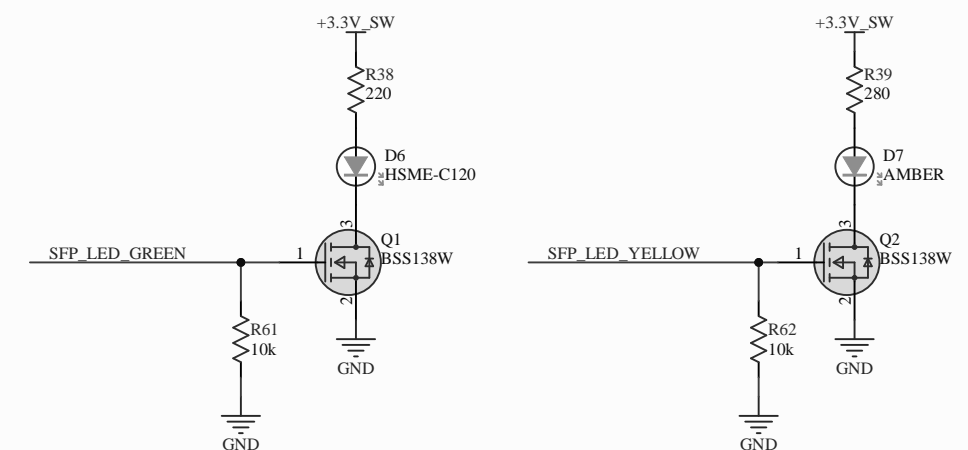 +3.3V_SW
R38
220
D6
HSME-C120
3
Q1
BSS138W
SFP_LED_GREEN
1
2
R61
10k
GND
GND
+3.3V_SW
R39
280
D7
AMBER
3
Q2
BSS138W
SFP_LED_YELLOW
1
2
R62
10k
GND
GND